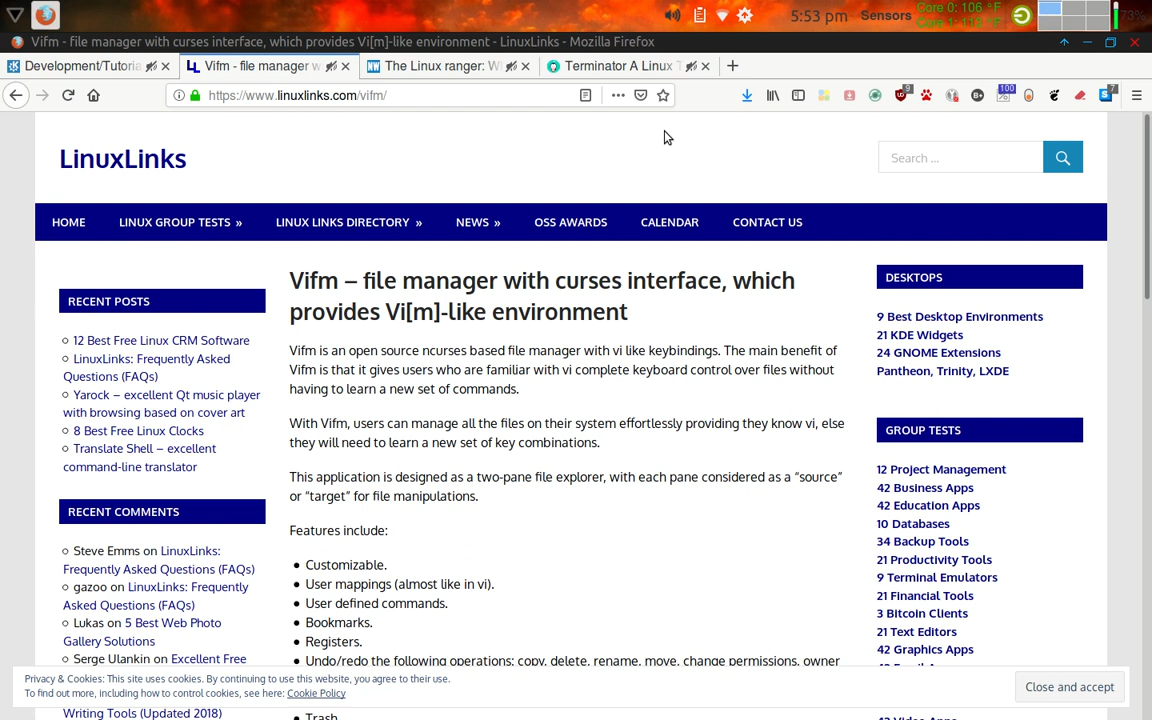 5:53 pm
Sensors
Core 0: 106 °F
Core 1: 113 °F
73%
Vifm - file manager with curses interface, which provides Vi[m]-like environment - LinuxLinks - Mozilla Firefox
Development/Tutoria
Vifm - file manager w
The Linux ranger: W
Terminator A Linux T
https://www.linuxlinks.com/vifm/
9
100
7
LinuxLinks
Search ...
HOME
LINUX GROUP TESTS »
LINUX LINKS DIRECTORY »
NEWS »
OSS AWARDS
CALENDAR
CONTACT US
RECENT POSTS
12 Best Free Linux CRM Software
LinuxLinks: Frequently Asked
Questions (FAQs)
Yarock – excellent Qt music player
with browsing based on cover art
8 Best Free Linux Clocks
Translate Shell – excellent
command-line translator
RECENT COMMENTS
Steve Emms on LinuxLinks:
Frequently Asked Questions (FAQs)
gazoo on LinuxLinks: Frequently
Asked Questions (FAQs)
Lukas on 5 Best Web Photo
Gallery Solutions
Serge Ulankin on Excellent Free
Writing Tools (Updated 2018)
Vifm – file manager with curses interface, which
provides Vi[m]-like environment
Vifm is an open source ncurses based file manager with vi like keybindings. The main benefit of
Vifm is that it gives users who are familiar with vi complete keyboard control over files without
having to learn a new set of commands.
With Vifm, users can manage all the files on their system effortlessly providing they know vi, else
they will need to learn a new set of key combinations.
This application is designed as a two-pane file explorer, with each pane considered as a “source”
or “target” for file manipulations.
Features include:
Customizable.
User mappings (almost like in vi).
User defined commands.
Bookmarks.
Registers.
Undo/redo the following operations: copy, delete, rename, move, change permissions, owner
Trash
DESKTOPS
9 Best Desktop Environments
21 KDE Widgets
24 GNOME Extensions
Pantheon, Trinity, LXDE
GROUP TESTS
12 Project Management
42 Business Apps
42 Education Apps
10 Databases
34 Backup Tools
21 Productivity Tools
9 Terminal Emulators
21 Financial Tools
3 Bitcoin Clients
21 Text Editors
42 Graphics Apps
Privacy & Cookies: This site uses cookies. By continuing to use this website, you agree to their use.
To find out more, including how to control cookies, see here: Cookie Policy
Close and accept